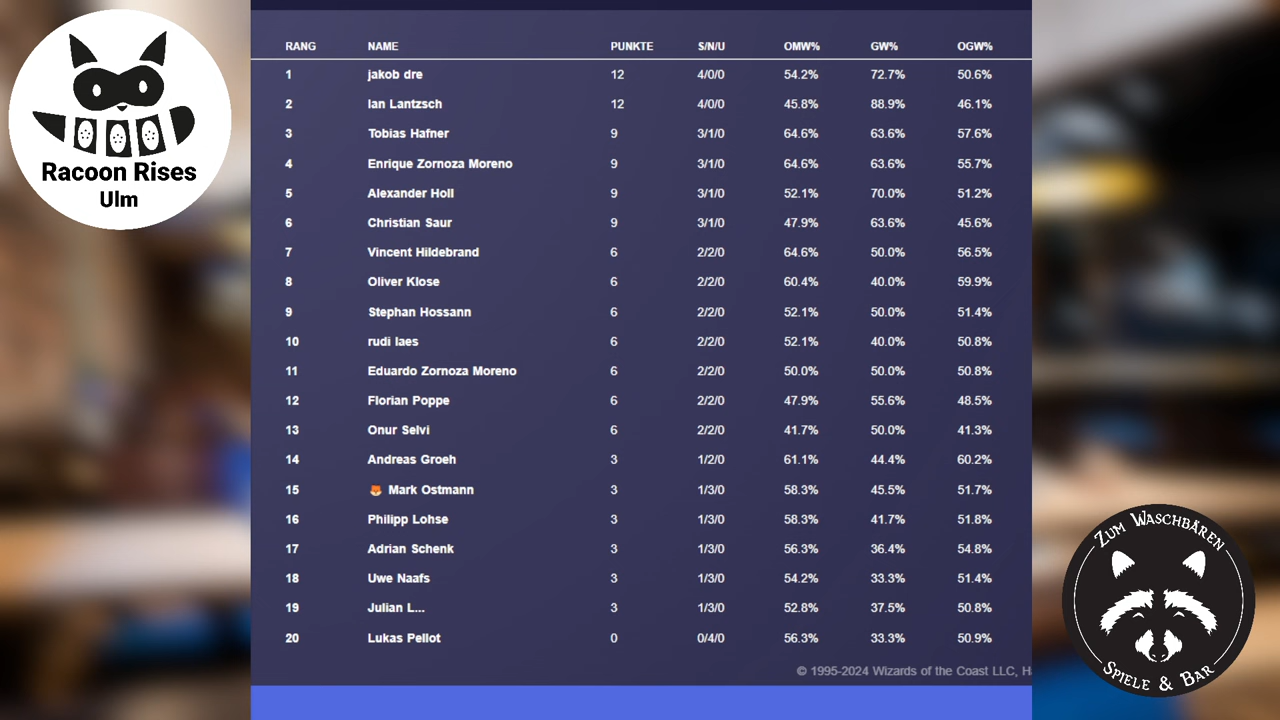 RANG NAME PUNKTE S/N/U OMW% GW% OGW%
1 jakob dre 12 4/0/0 54.2% 72.7% 50.6%
2 Ian Lantzsch 12 4/0/0 45.8% 88.9% 46.1%
3 Tobias Hafner 9 3/1/0 64.6% 63.6% 57.6%
4 Enrique Zornoza Moreno 9 3/1/0 64.6% 63.6% 55.7%
5 Alexander Holl 9 3/1/0 52.1% 70.0% 51.2%
6 Christian Saur 9 3/1/0 47.9% 63.6% 45.6%
7 Vincent Hildebrand 6 2/2/0 64.6% 50.0% 56.5%
8 Oliver Klose 6 2/2/0 60.4% 40.0% 59.9%
9 Stephan Hossann 6 2/2/0 52.1% 50.0% 51.4%
10 rudi laes 6 2/2/0 52.1% 40.0% 50.8%
11 Eduardo Zornoza Moreno 6 2/2/0 50.0% 50.0% 50.8%
12 Florian Poppe 6 2/2/0 47.9% 55.6% 48.5%
13 Onur Selvi 6 2/2/0 41.7% 50.0% 41.3%
14 Andreas Groeh 3 1/2/0 61.1% 44.4% 60.2%
15 🦊 Mark Ostmann 3 1/3/0 58.3% 45.5% 51.7%
16 Philipp Lohse 3 1/3/0 58.3% 41.7% 51.8%
17 Adrian Schenk 3 1/3/0 56.3% 36.4% 54.8%
18 Uwe Naafs 3 1/3/0 54.2% 33.3% 51.4%
19 Julian L... 3 1/3/0 52.8% 37.5% 50.8%
20 Lukas Pellot 0 0/4/0 56.3% 33.3% 50.9%
© 1995-2024 Wizards of the Coast LLC, H
Racoon Rises
Ulm
ZUM WASCHBÄREN
SPIELE & BAR